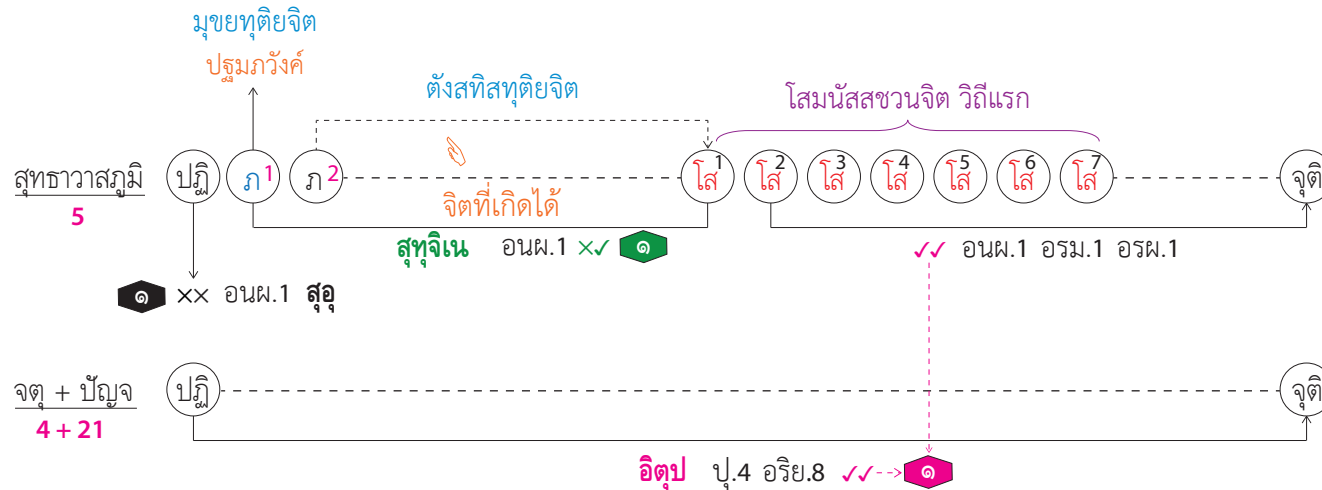 มุขยทุติยจิต
ปฐมภวังค์
ตังสทิสทุติยจิต
โสมนัสสชวนจิต วิถีแรก
สุทธาวาสภูมิ ปฏิ ภ1 ภ2 โส1 โส2 โส3 โส4 โส5 โส6 โส7 จุติ
5
จิตที่เกิดได้
สุทุจิเน อนผ.1 ×✓ ๑
✓✓ อนผ.1 อรม.1 อรผ.1
๑ ×× อนผ.1 สุอุ
จตุ + ปัญจ ปฏิ จุติ
4 + 21
อิตุป ปุ.4 อริย.8 ✓✓ ๑